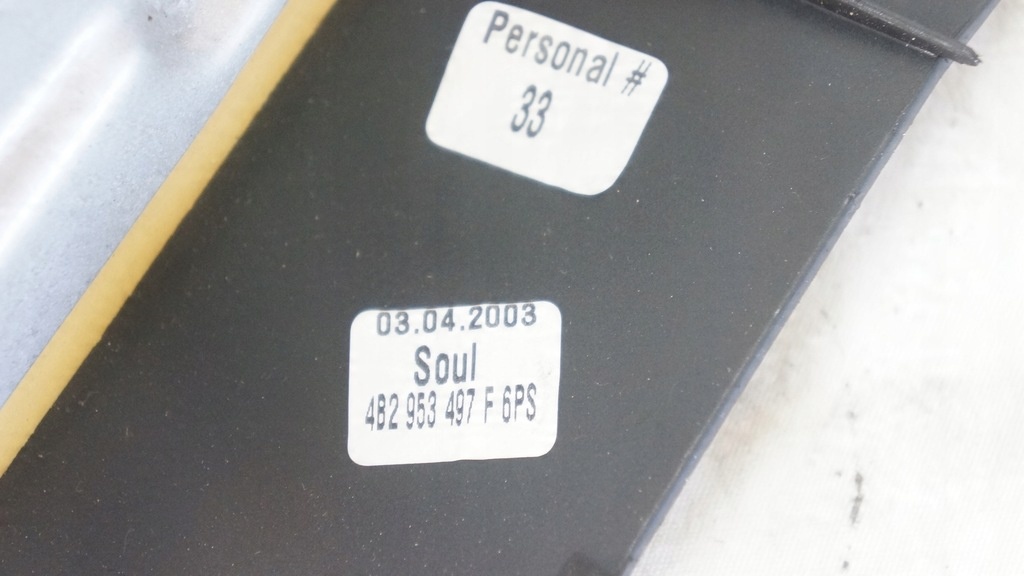 Personal #
33
03.04.2003
Soul
4B2 953 497 F 6PS